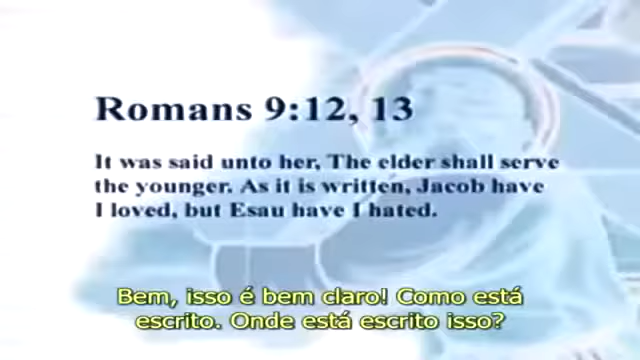 Romans 9:12, 13
It was said unto her, The elder shall serve
the younger. As it is written, Jacob have
I loved, but Esau have I hated.
Bem, isso é bem claro! Como está
escrito. Onde está escrito isso?